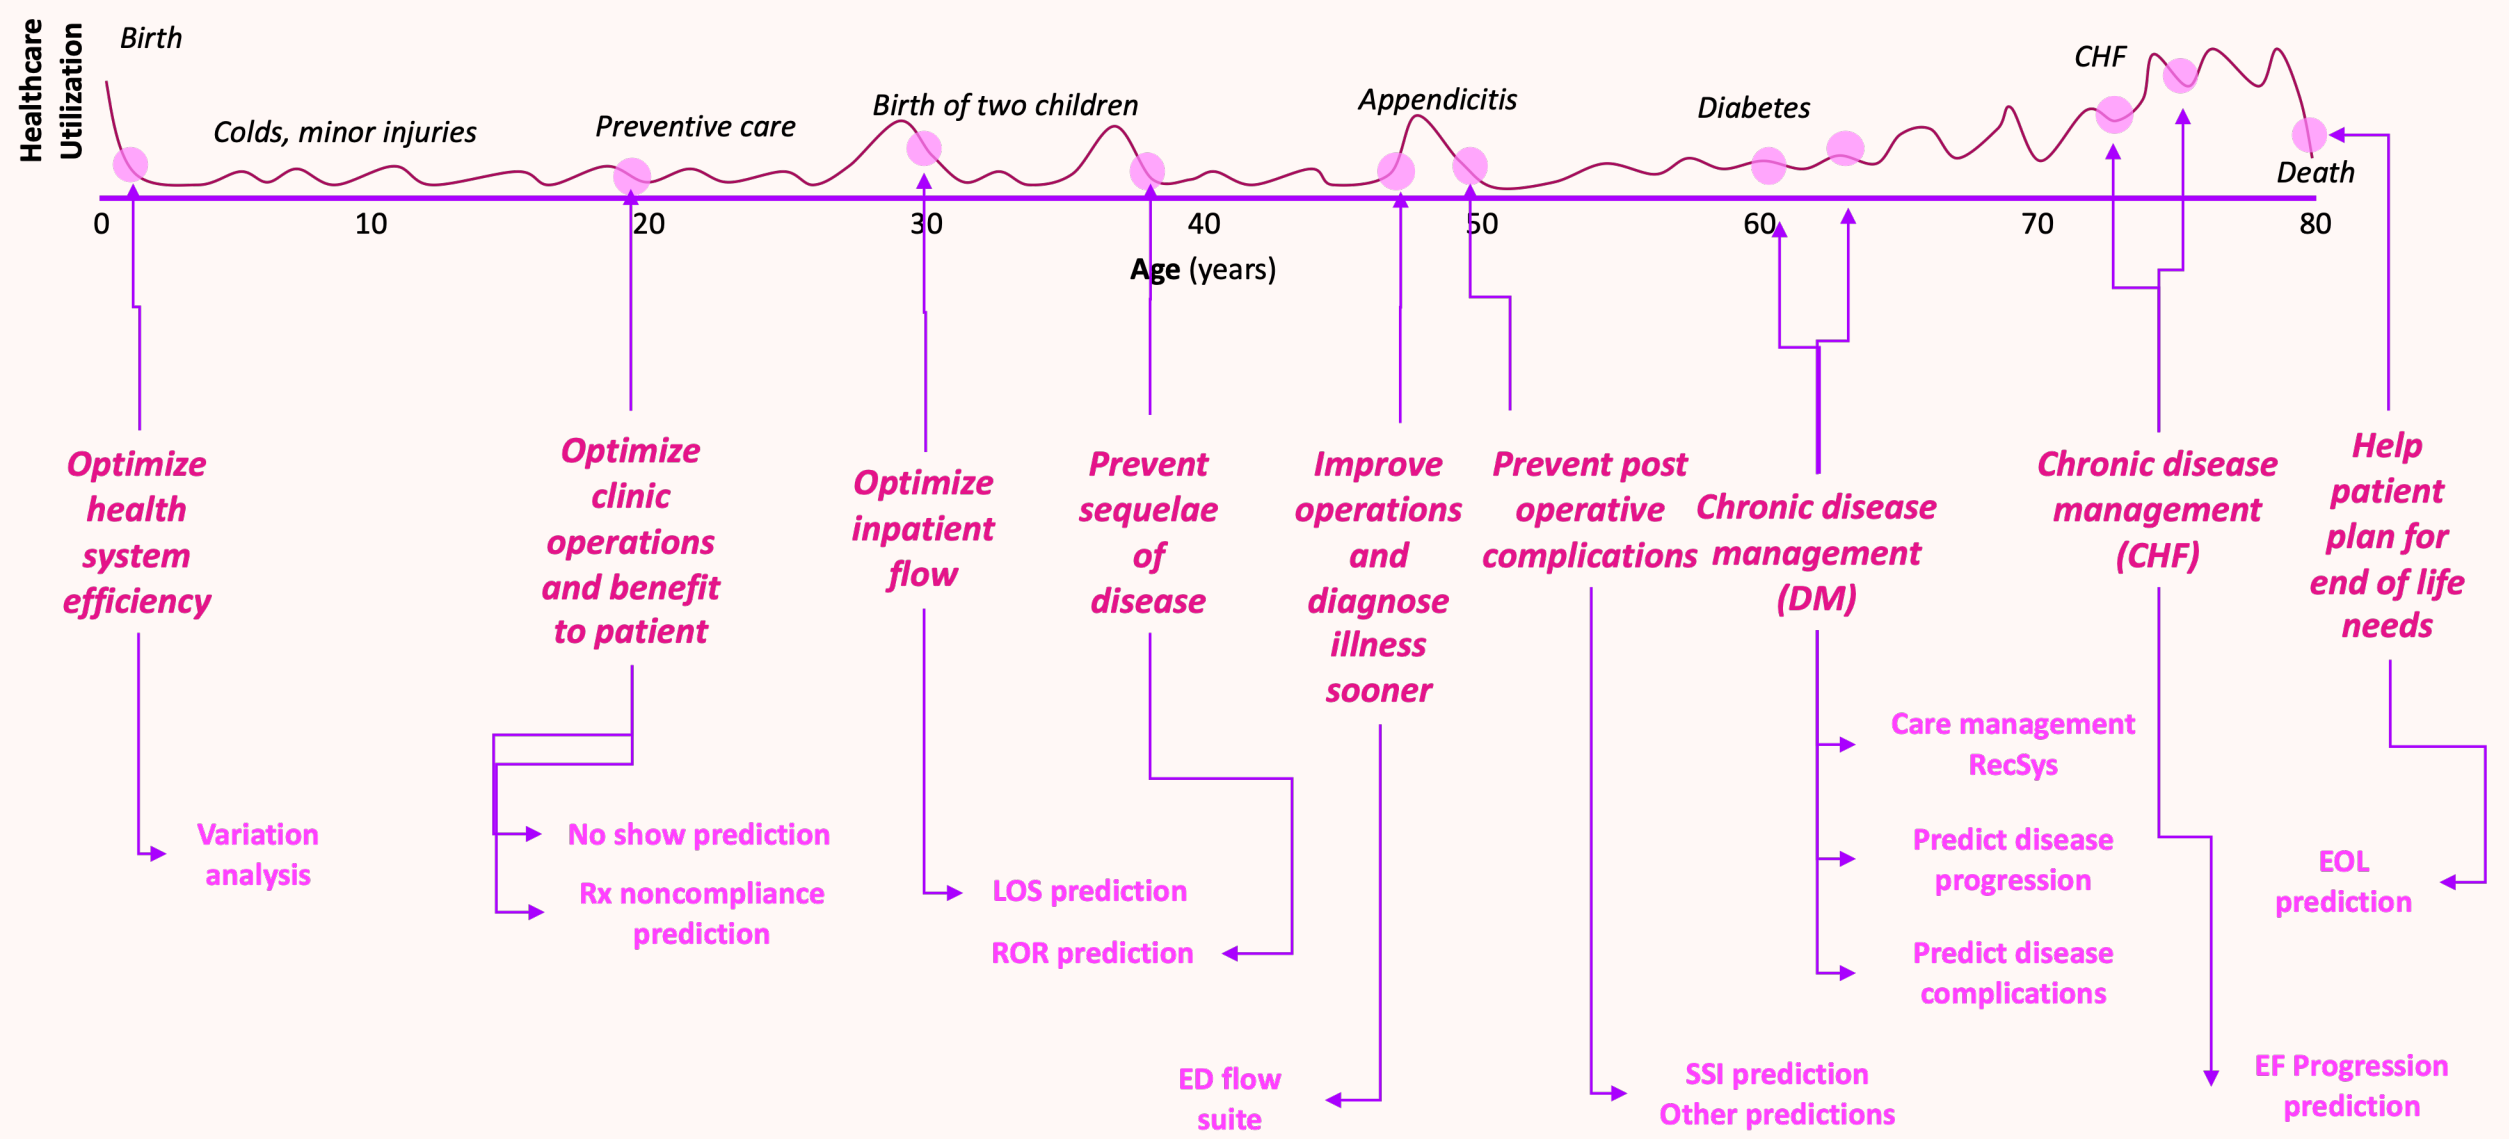 Healthcare
Utilization
Birth
Colds, minor injuries
Preventive care
Birth of two children
Appendicitis
Diabetes
CHF
Death
0
10
20
30
40
50
60
70
80
Age (years)
Optimize
health
system
efficiency
Optimize
clinic
operations
and benefit
to patient
Optimize
inpatient
flow
Prevent
sequelae
of
disease
Improve
operations
and
diagnose
illness
sooner
Prevent post
operative
complications
Chronic disease
management
(DM)
Chronic disease
management
(CHF)
Help
patient
plan for
end of life
needs
Variation
analysis
No show prediction
Rx noncompliance
prediction
LOS prediction
ROR prediction
ED flow
suite
SSI prediction
Other predictions
Care management
RecSys
Predict disease
progression
Predict disease
complications
EF Progression
prediction
EOL
prediction